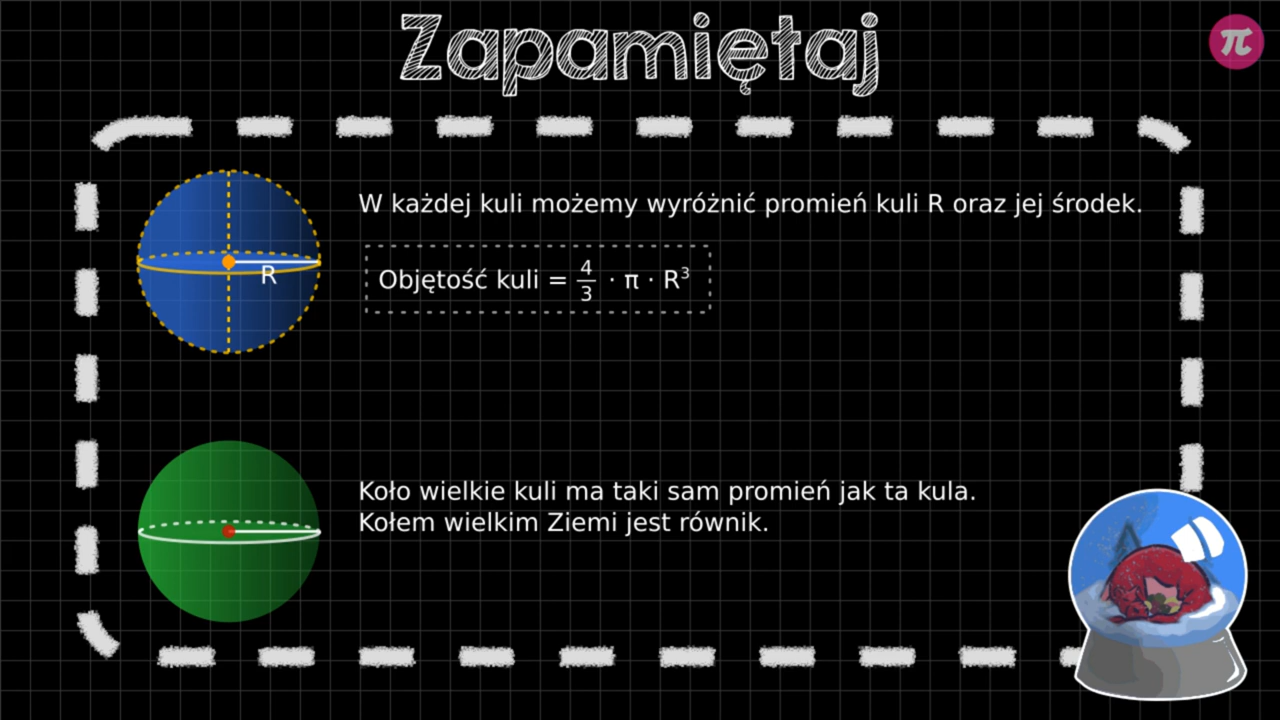 Zapamiętaj
π
W każdej kuli możemy wyróżnić promień kuli R oraz jej środek.
R
Objętość kuli = 4/3 · π · R³
Koło wielkie kuli ma taki sam promień jak ta kula.
Kołem wielkim Ziemi jest równik.